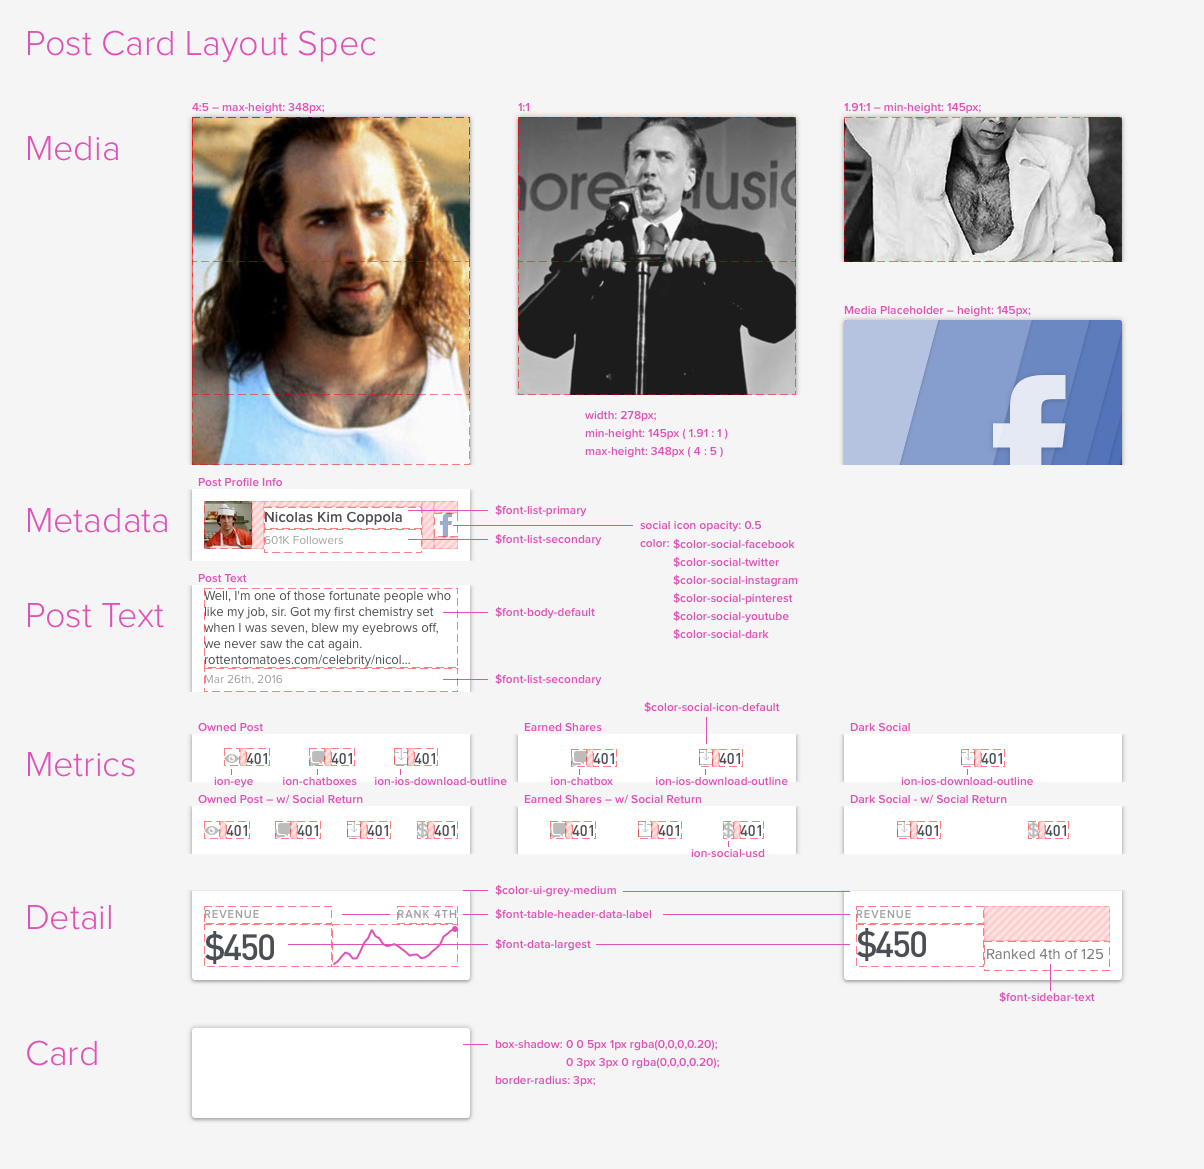 Post Card Layout Spec
Media
4:5 – max-height: 348px;
1:1
1.91:1 – min-height: 145px;
more music
Media Placeholder – height: 145px;
f
width: 278px;
min-height: 145px ( 1.91 : 1 )
max-height: 348px ( 4 : 5 )
Metadata
Post Profile Info
Nicolas Kim Coppola
601K Followers
f
$font-list-primary
$font-list-secondary
social icon opacity: 0.5
color: $color-social-facebook
$color-social-twitter
$color-social-instagram
$color-social-pinterest
$color-social-youtube
$color-social-dark
Post Text
Post Text
Well, I'm one of those fortunate people who
like my job, sir. Got my first chemistry set
when I was seven, blew my eyebrows off,
we never saw the cat again.
rottentomatoes.com/celebrity/nicol...
Mar 26th, 2016
$font-body-default
$font-list-secondary
Metrics
$color-social-icon-default
Owned Post
401 401 401
ion-eye ion-chatboxes ion-ios-download-outline
Earned Shares
401 401
ion-chatbox ion-ios-download-outline
Dark Social
401
ion-ios-download-outline
Owned Post – w/ Social Return
401 401 401 $401
Earned Shares – w/ Social Return
401 401 $401
ion-social-usd
Dark Social - w/ Social Return
401 $401
Detail
$color-ui-grey-medium
REVENUE RANK 4TH
$450
$font-table-header-data-label
$font-data-largest
REVENUE
$450
Ranked 4th of 125
$font-sidebar-text
Card
box-shadow: 0 0 5px 1px rgba(0,0,0,0.20);
0 3px 3px 0 rgba(0,0,0,0.20);
border-radius: 3px;